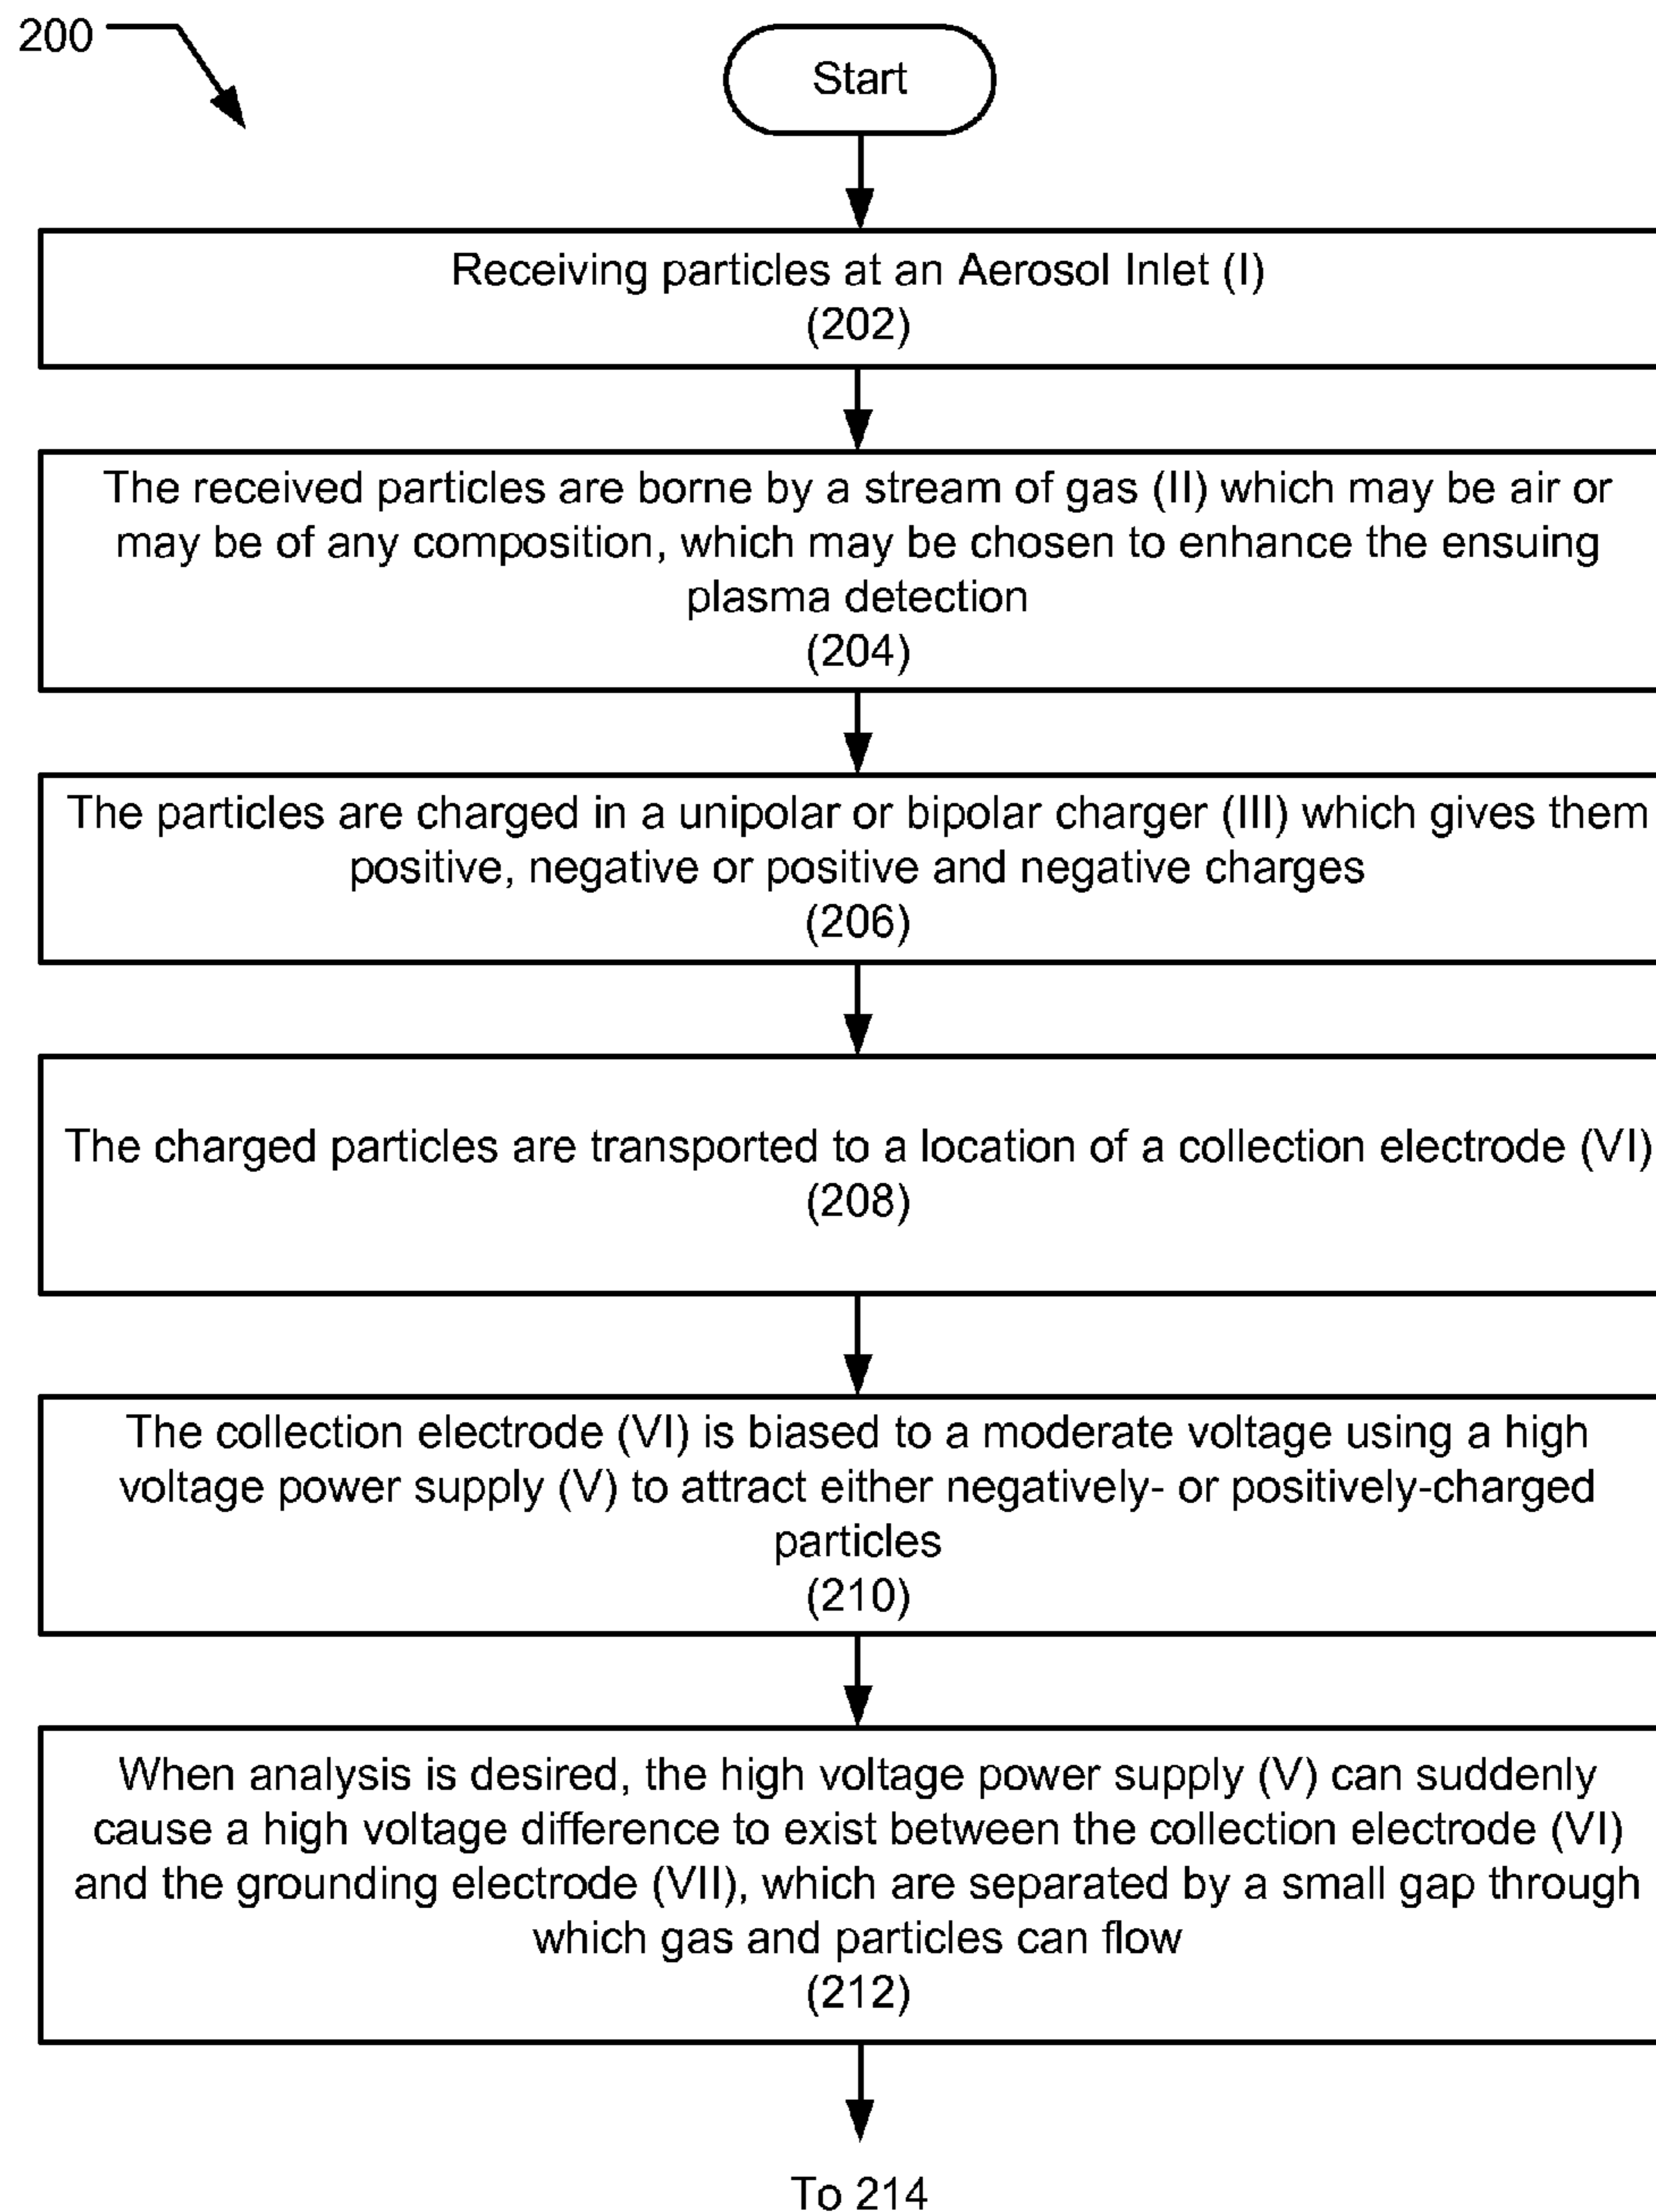 200
Start
Receiving particles at an Aerosol Inlet (I)
(202)
The received particles are borne by a stream of gas (II) which may be air or
may be of any composition, which may be chosen to enhance the ensuing
plasma detection
(204)
The particles are charged in a unipolar or bipolar charger (III) which gives them
positive, negative or positive and negative charges
(206)
The charged particles are transported to a location of a collection electrode (VI)
(208)
The collection electrode (VI) is biased to a moderate voltage using a high
voltage power supply (V) to attract either negatively- or positively-charged
particles
(210)
When analysis is desired, the high voltage power supply (V) can suddenly
cause a high voltage difference to exist between the collection electrode (VI)
and the grounding electrode (VII), which are separated by a small gap through
which gas and particles can flow
(212)
To 214